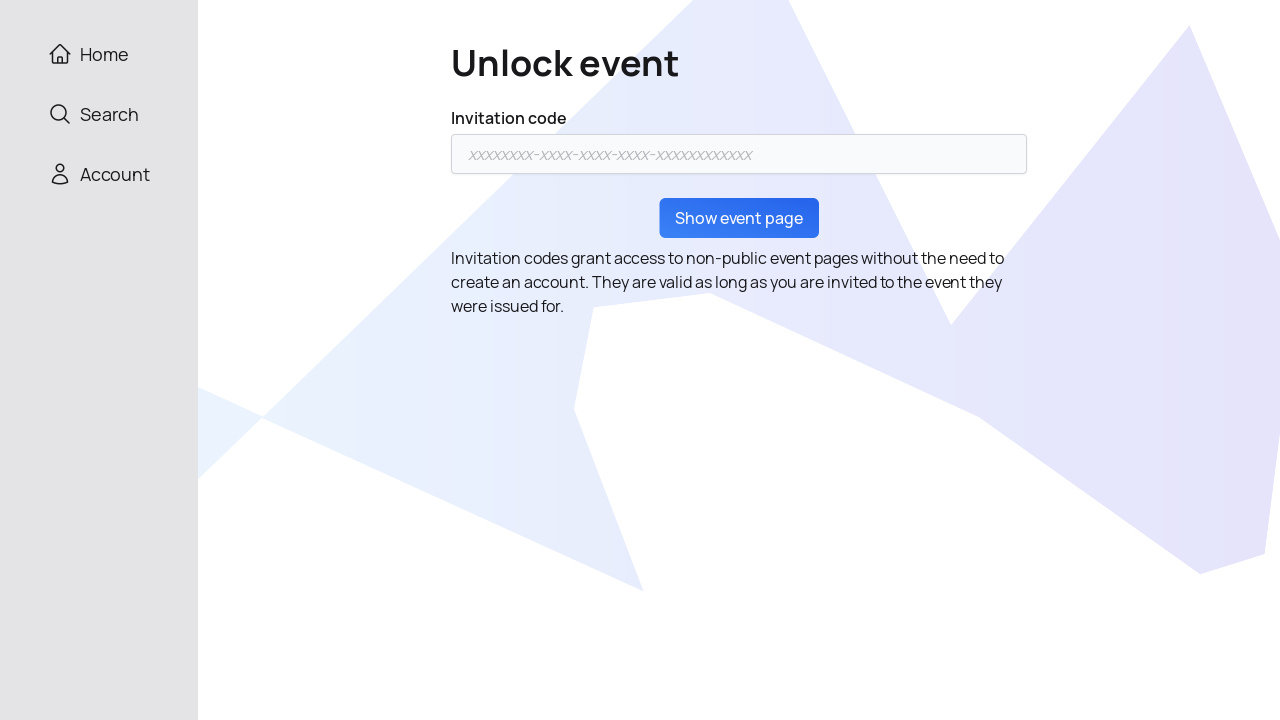 Home
Search
Account
Unlock event
Invitation code
xxxxxxxx-xxxx-xxxx-xxxx-xxxxxxxxxxxx
Show event page
Invitation codes grant access to non-public event pages without the need to
create an account. They are valid as long as you are invited to the event they
were issued for.